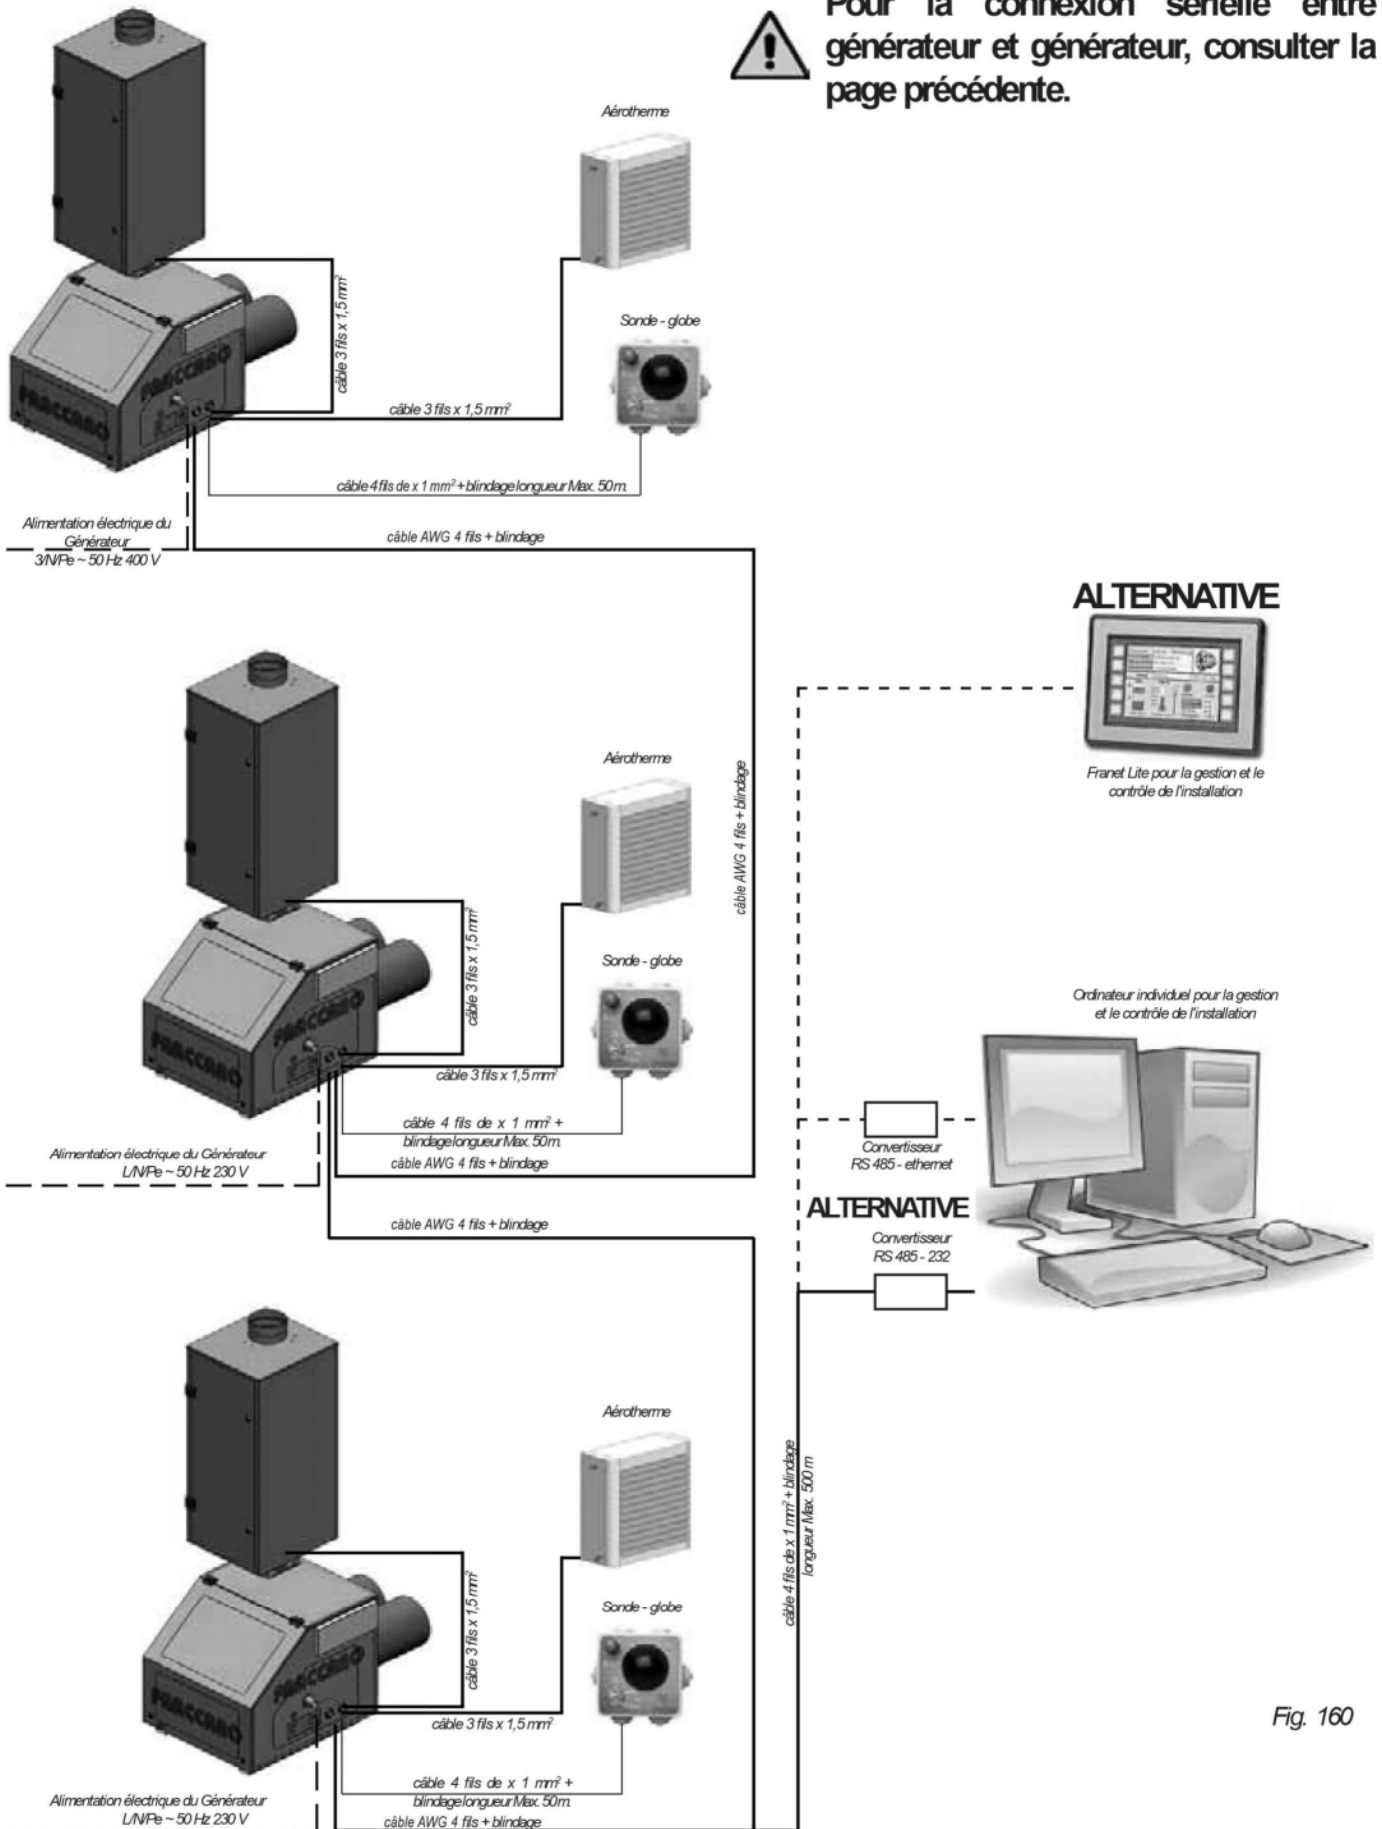 Pour la connexion sérielle entre
générateur et générateur, consulter la
page précédente.
Aérotherme
câble 3 fils x 1,5 mm²
Sonde - globe
FRACCARO
FRACCARO
câble 3 fils x 1,5 mm²
câble 4 fils de x 1 mm² + blindage longueur Max. 50 m.
Alimentation électrique du
Générateur
3/N/Pe ~ 50 Hz 400 V
câble AWG 4 fils + blindage
ALTERNATIVE
Franet Lite pour la gestion et le
contrôle de l'installation
Aérotherme
câble AWG 4 fils + blindage
câble 3 fils x 1,5 mm²
Sonde - globe
FRACCARO
FRACCARO
câble 3 fils x 1,5 mm²
câble 4 fils de x 1 mm² +
blindage longueur Max. 50 m.
câble AWG 4 fils + blindage
Alimentation électrique du Générateur
L/N/Pe ~ 50 Hz 230 V
câble AWG 4 fils + blindage
Ordinateur individuel pour la gestion
et le contrôle de l'installation
Convertisseur
RS 485 - ethernet
ALTERNATIVE
Convertisseur
RS 485 - 232
Aérotherme
câble 4 fils de x 1 mm² + blindage
longueur Max. 500 m
câble 3 fils x 1,5 mm²
Sonde - globe
FRACCARO
FRACCARO
câble 3 fils x 1,5 mm²
câble 4 fils de x 1 mm² +
blindage longueur Max. 50 m.
câble AWG 4 fils + blindage
Alimentation électrique du Générateur
L/N/Pe ~ 50 Hz 230 V
Fig. 160